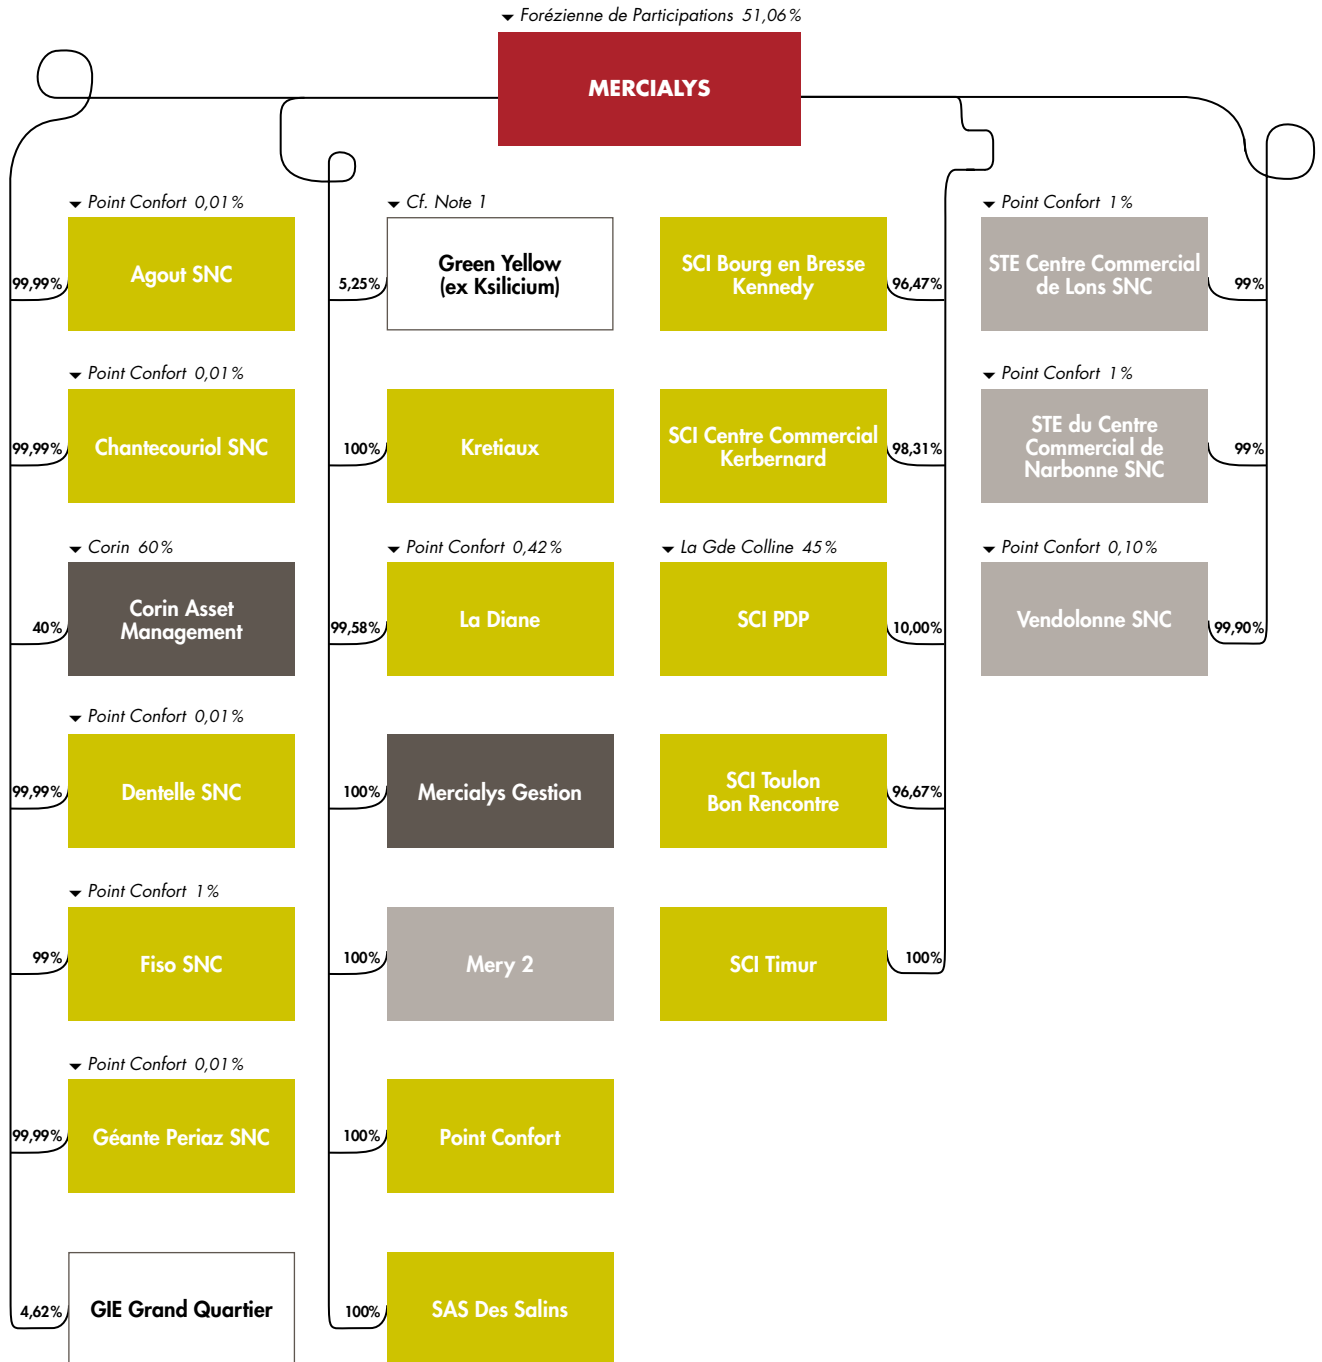 Forézienne de Participations 51,06%
MERCIALYS
Point Confort 0,01%
99,99%
Agout SNC
Point Confort 0,01%
99,99%
Chantecouriol SNC
Corin 60%
40%
Corin Asset
Management
Point Confort 0,01%
99,99%
Dentelle SNC
Point Confort 1%
99%
Fiso SNC
Point Confort 0,01%
99,99%
Géante Periaz SNC
4,62%
GIE Grand Quartier
Cf. Note 1
5,25%
Green Yellow
(ex Ksilicium)
100%
Kretiaux
Point Confort 0,42%
99,58%
La Diane
100%
Mercialys Gestion
100%
Mery 2
100%
Point Confort
100%
SAS Des Salins
SCI Bourg en Bresse
Kennedy
96,47%
SCI Centre Commercial
Kerbernard
98,31%
La Gde Colline 45%
SCI PDP
10,00%
SCI Toulon
Bon Rencontre
96,67%
SCI Timur
100%
Point Confort 1%
STE Centre Commercial
de Lons SNC
99%
Point Confort 1%
STE du Centre
Commercial de
Narbonne SNC
99%
Point Confort 0,10%
Vendolonne SNC
99,90%